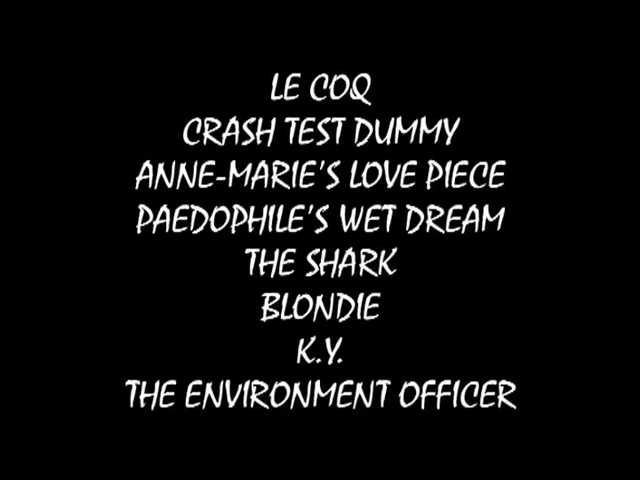 LE COQ
CRASH TEST DUMMY
ANNE-MARIE'S LOVE PIECE
PAEDOPHILE'S WET DREAM
THE SHARK
BLONDIE
K.Y.
THE ENVIRONMENT OFFICER